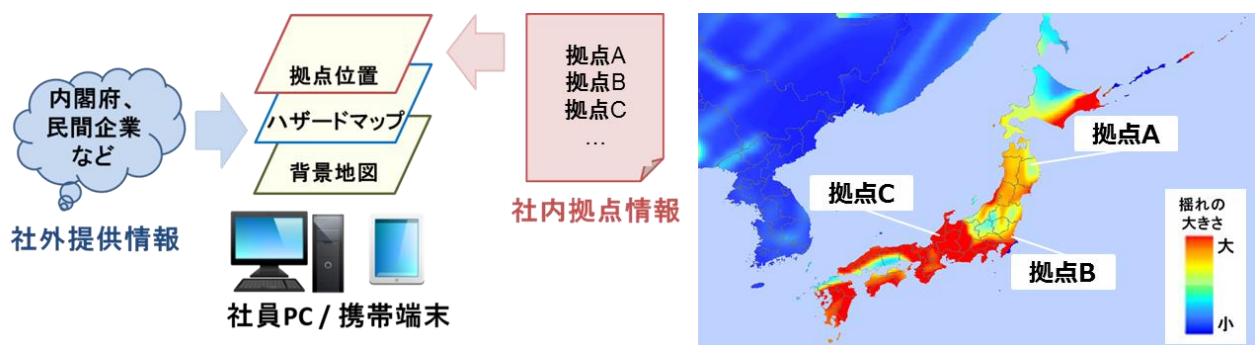 内閣府、
民間企業
など
社外提供情報
拠点位置
ハザードマップ
背景地図
社員PC / 携帯端末
拠点A
拠点B
拠点C
…
社内拠点情報
拠点A
拠点C
拠点B
揺れの
大きさ
大
小